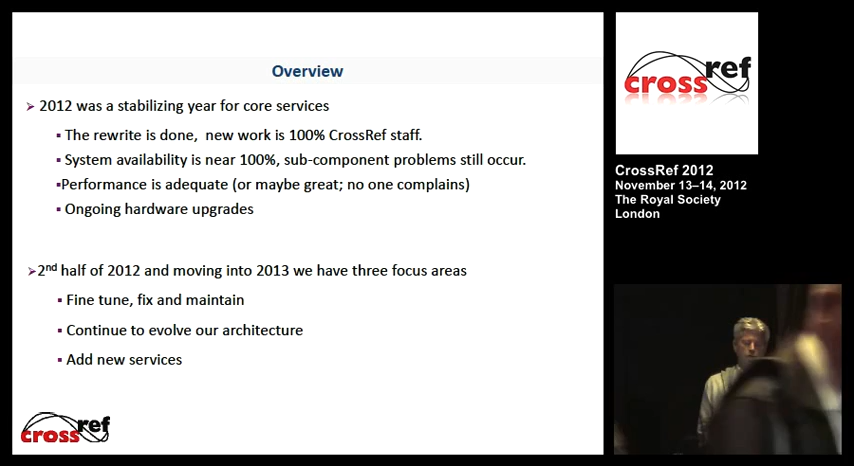 Overview
➢ 2012 was a stabilizing year for core services
▪ The rewrite is done, new work is 100% CrossRef staff.
▪ System availability is near 100%, sub-component problems still occur.
▪Performance is adequate (or maybe great; no one complains)
▪ Ongoing hardware upgrades
➢2nd half of 2012 and moving into 2013 we have three focus areas
▪ Fine tune, fix and maintain
▪ Continue to evolve our architecture
▪ Add new services
crossref
crossref
CrossRef 2012
November 13–14, 2012
The Royal Society
London